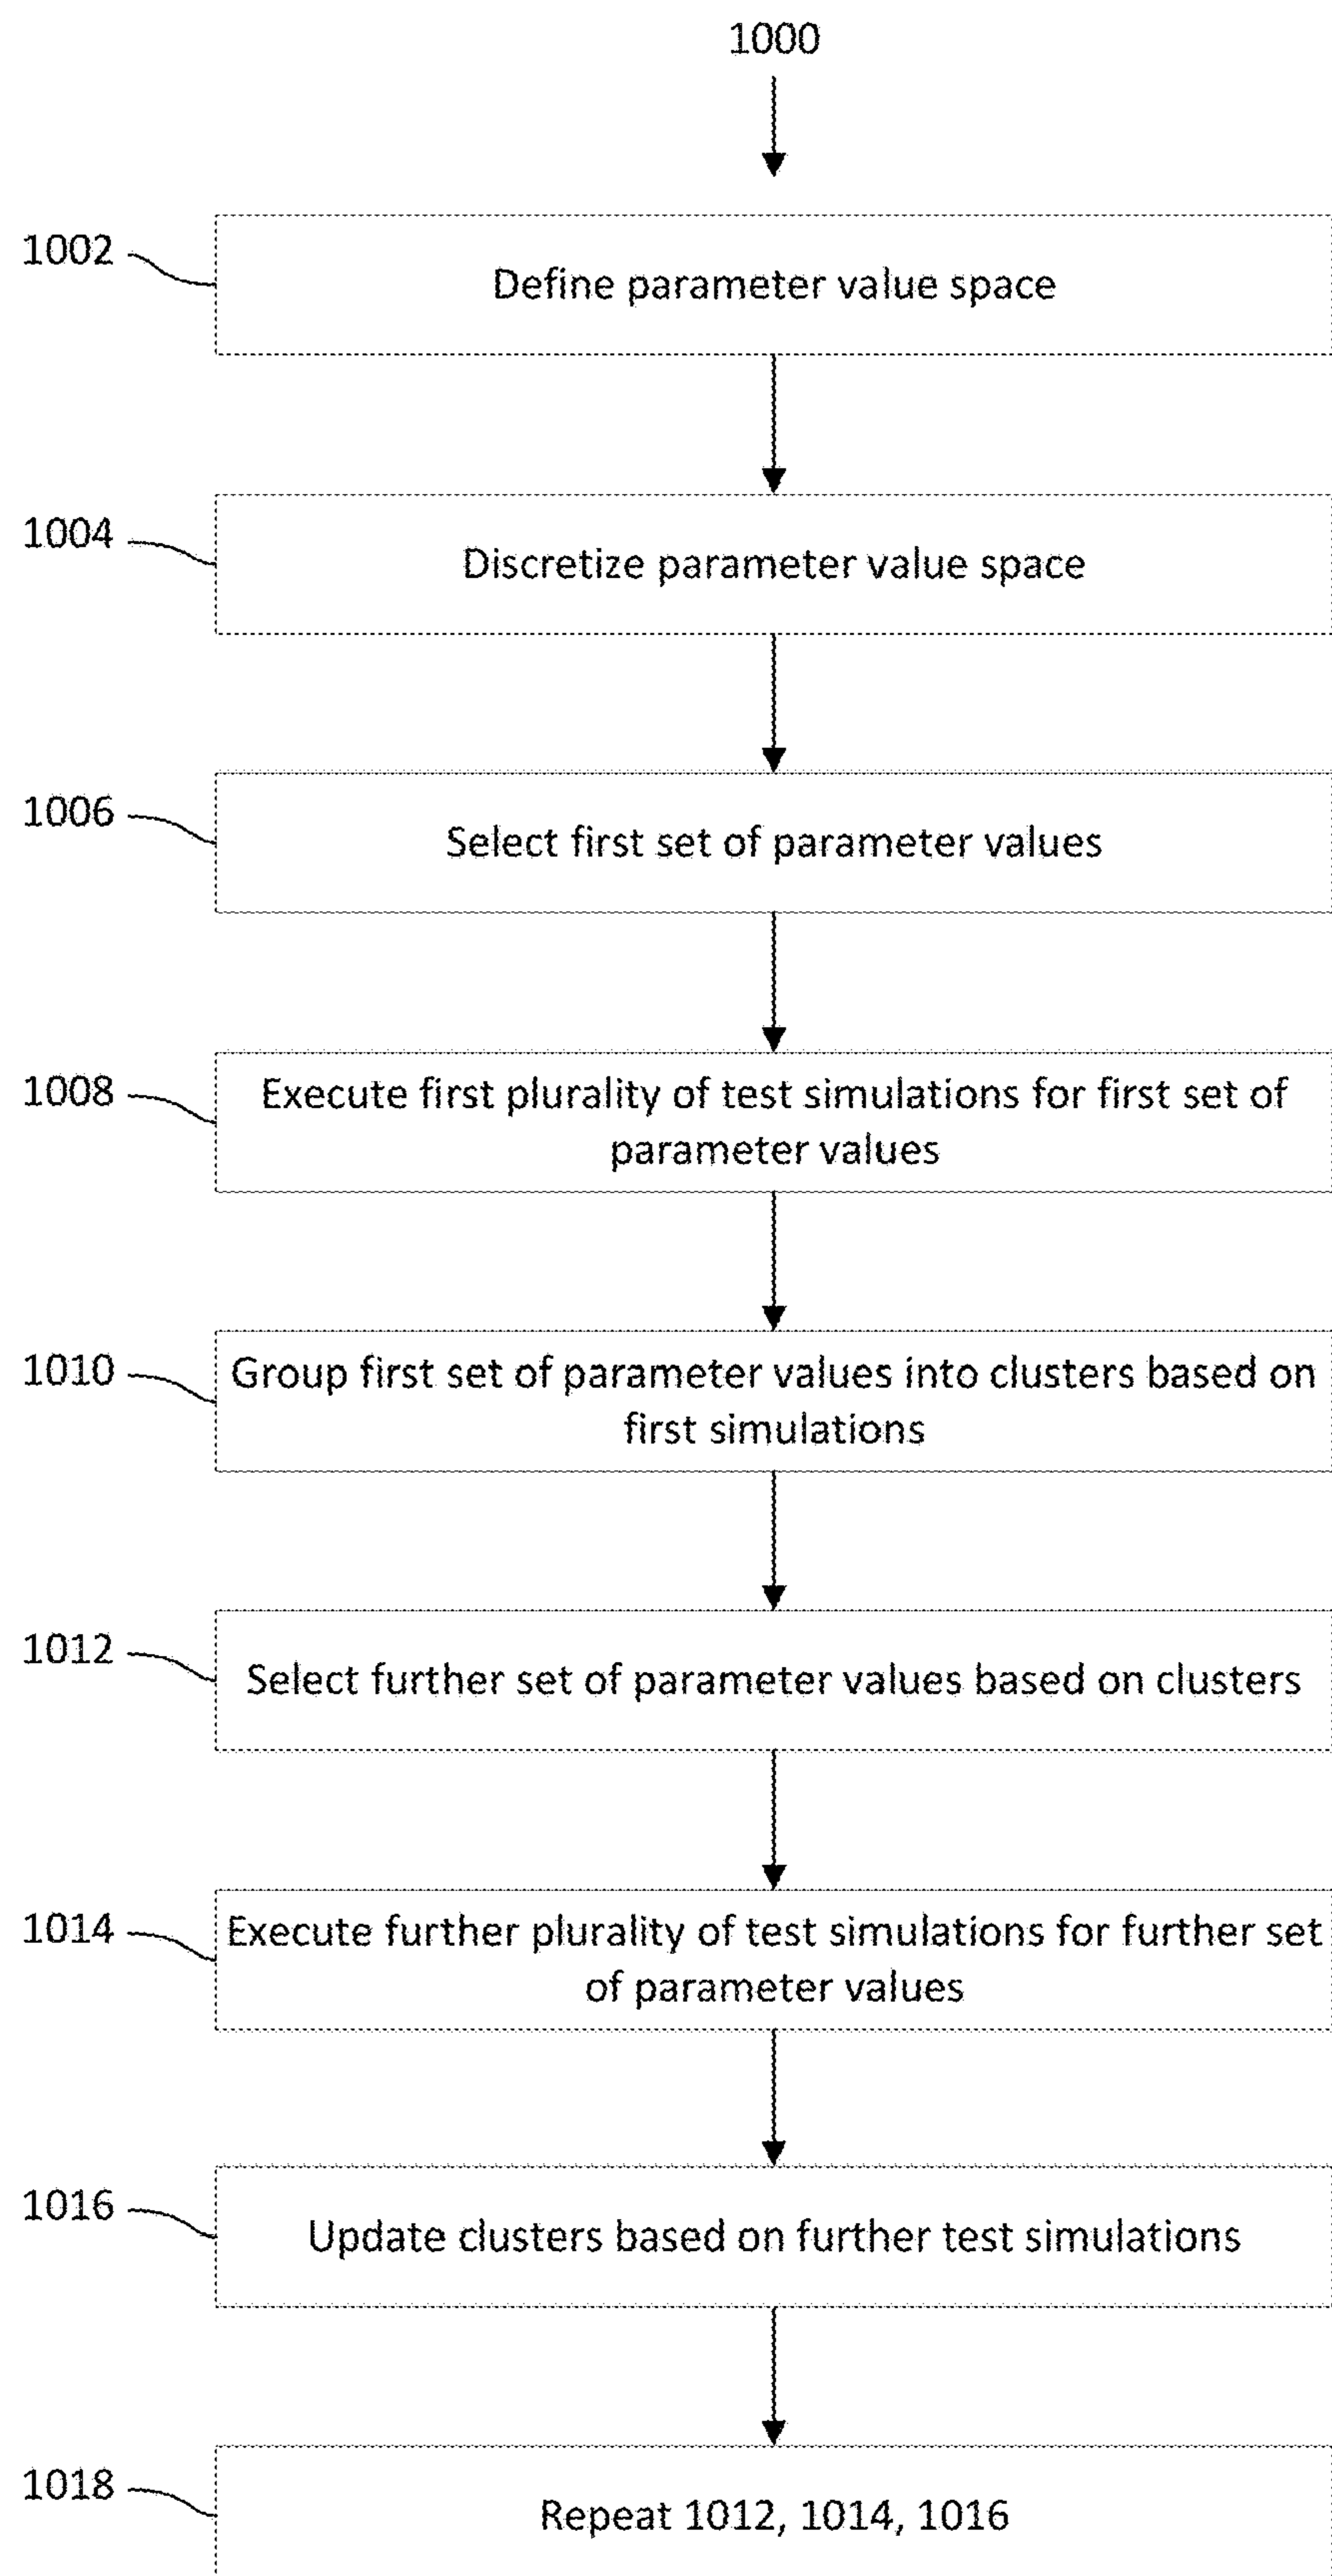 1000
1002
Define parameter value space
1004
Discretize parameter value space
1006
Select first set of parameter values
1008
Execute first plurality of test simulations for first set of
parameter values
1010
Group first set of parameter values into clusters based on
first simulations
1012
Select further set of parameter values based on clusters
1014
Execute further plurality of test simulations for further set
of parameter values
1016
Update clusters based on further test simulations
1018
Repeat 1012, 1014, 1016